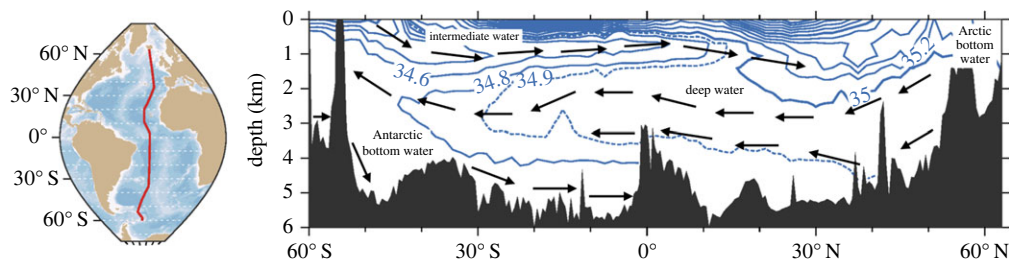 60° N
30° N
0°
30° S
60° S
depth (km)
0
1
2
3
4
5
6
intermediate water
Arctic
bottom
water
34.6
34.8
34.9
35.2
35
deep water
Antarctic
bottom water
60° S
30° S
0°
30° N
60° N